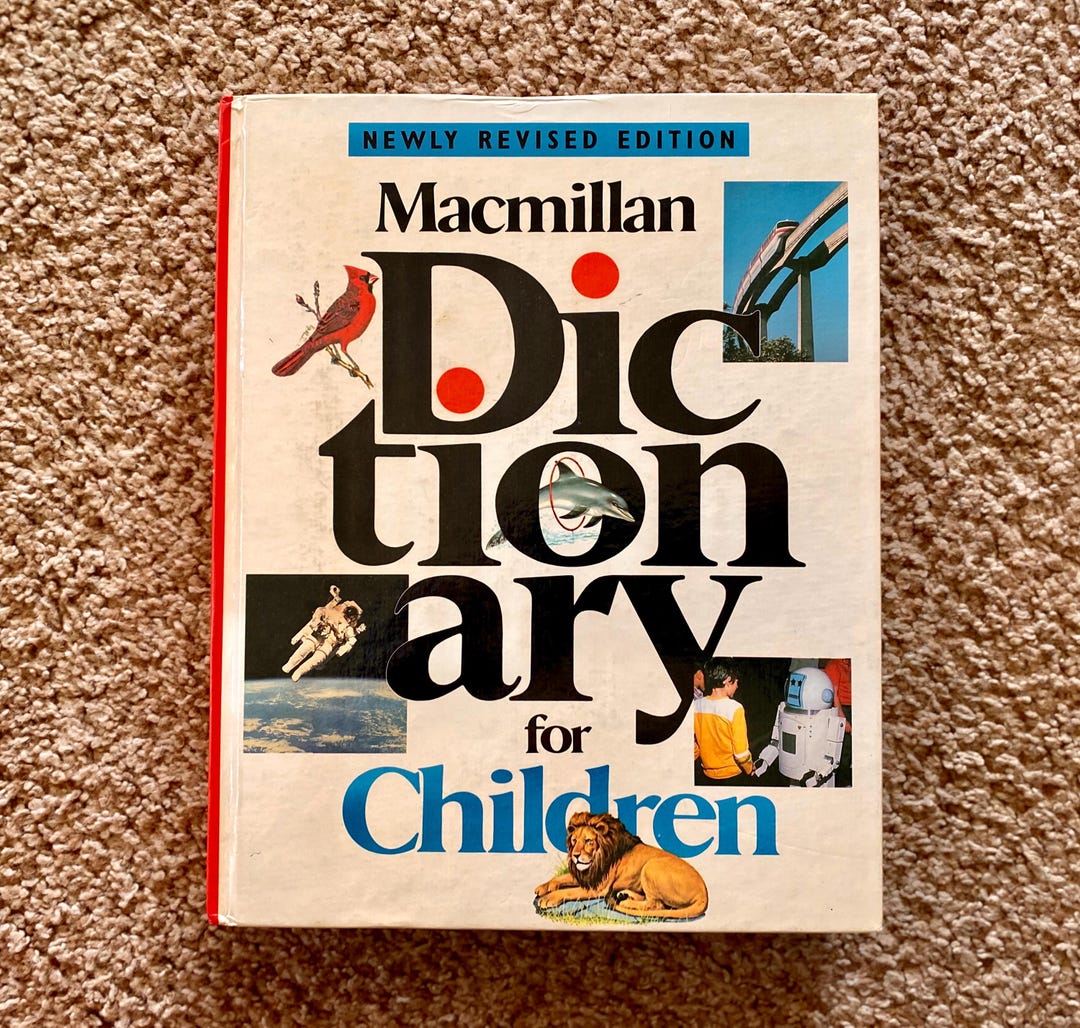 NEWLY REVISED EDITION
Macmillan
Dic
tion
ary
for
Children